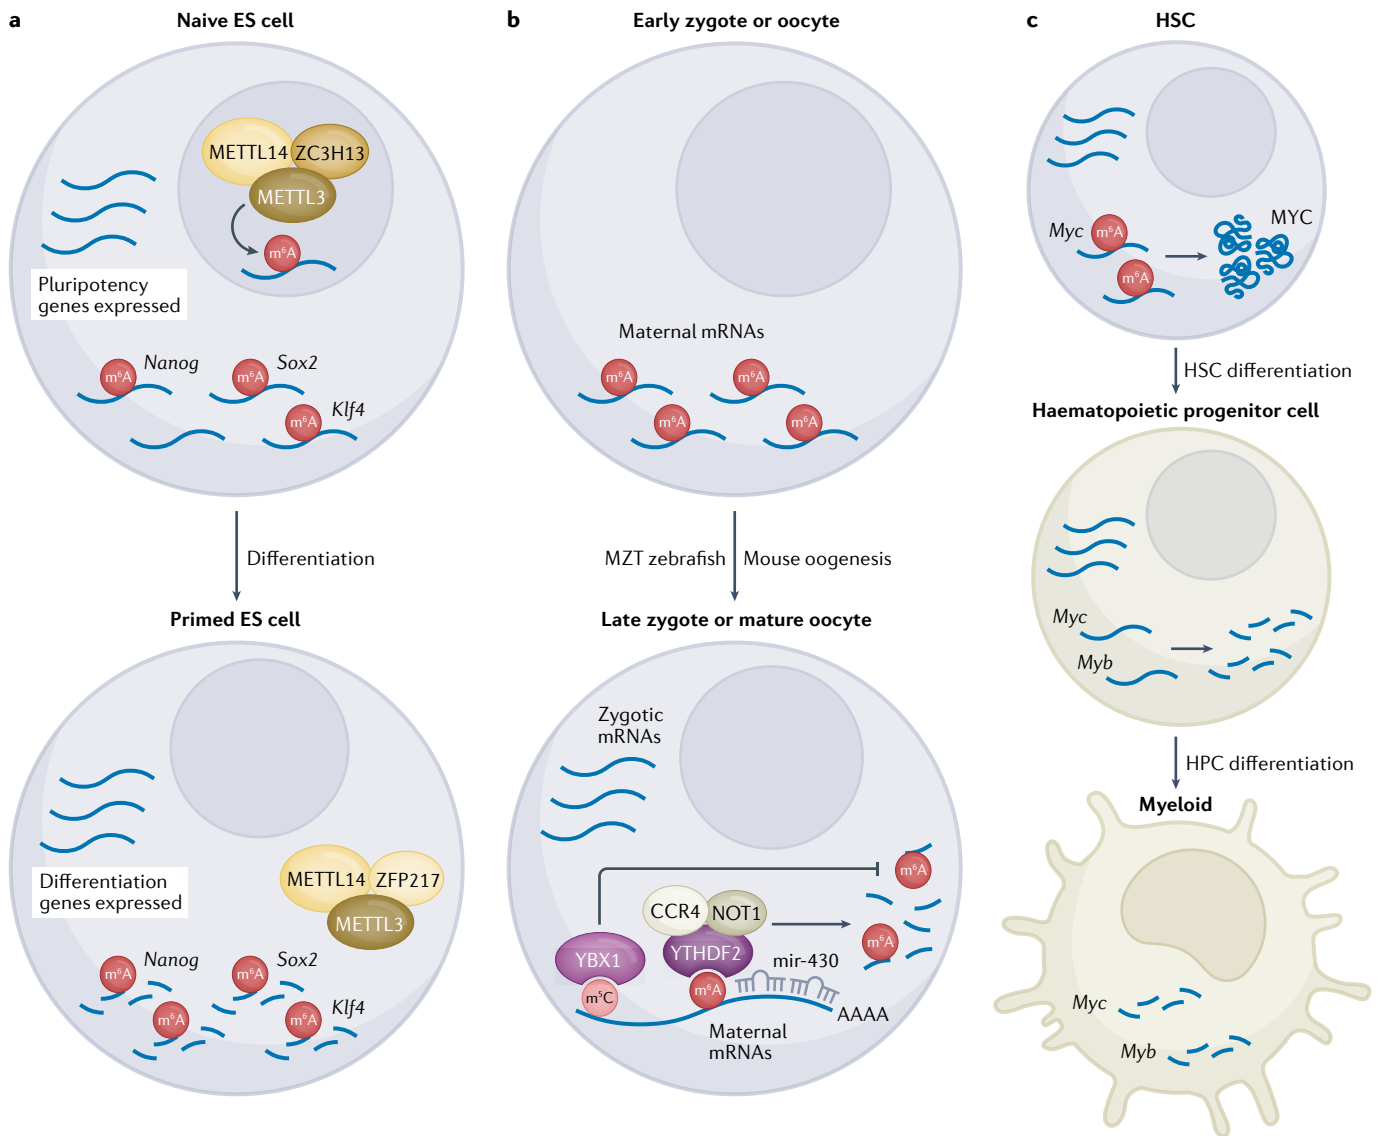 a
Naive ES cell
METTL14
ZC3H13
METTL3
m⁶A
Pluripotency
genes expressed
m⁶A
Nanog
m⁶A
Sox2
m⁶A
Klf4
Differentiation
Primed ES cell
METTL14
ZFP217
METTL3
Differentiation
genes expressed
m⁶A
Nanog
m⁶A
Sox2
m⁶A
m⁶A
Klf4
b
Early zygote or oocyte
Maternal mRNAs
m⁶A
m⁶A
m⁶A
m⁶A
MZT zebrafish
Mouse oogenesis
Late zygote or mature oocyte
Zygotic
mRNAs
m⁶A
CCR4
NOT1
m⁶A
YBX1
YTHDF2
mir-430
m⁵C
m⁶A
AAAA
Maternal
mRNAs
c
HSC
Myc
m⁶A
MYC
m⁶A
HSC differentiation
Haematopoietic progenitor cell
Myc
Myb
HPC differentiation
Myeloid
Myc
Myb